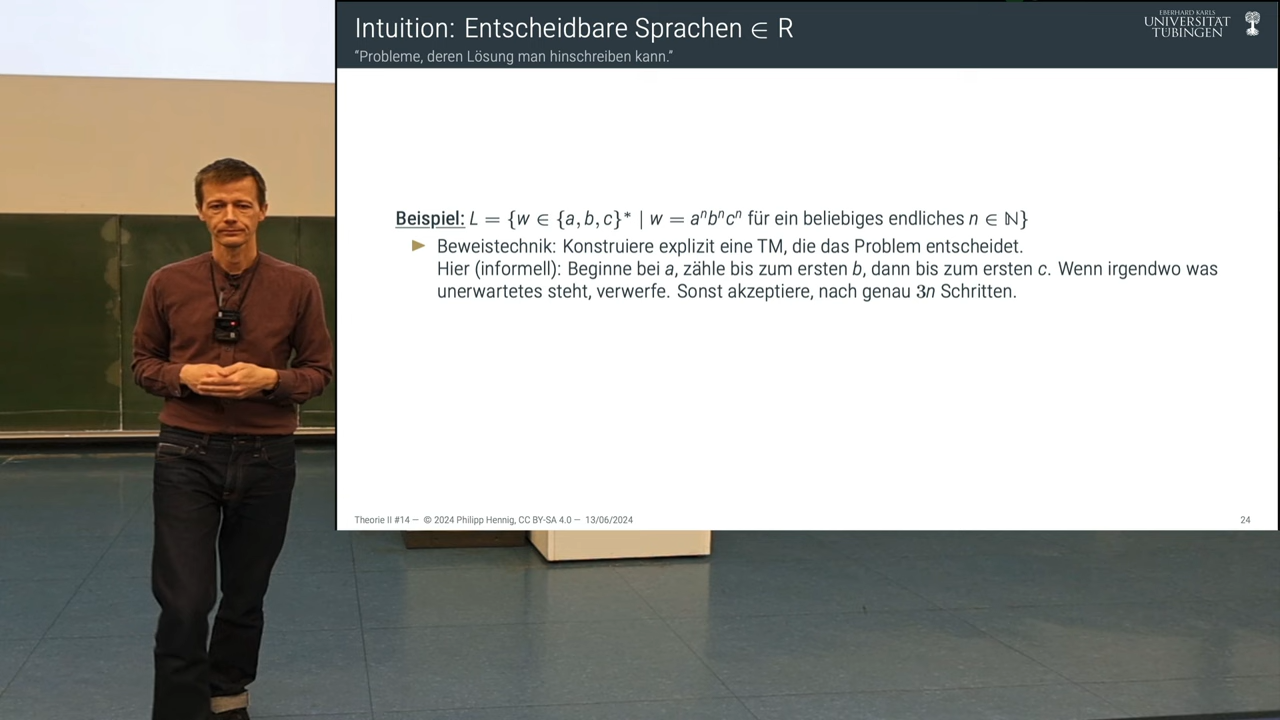 Intuition: Entscheidbare Sprachen ∈ R
“Probleme, deren Lösung man hinschreiben kann.”
EBERHARD KARLS
UNIVERSITÄT
TÜBINGEN
Beispiel: L = {w ∈ {a, b, c}* | w = aⁿbⁿcⁿ für ein beliebiges endliches n ∈ ℕ}
► Beweistechnik: Konstruiere explizit eine TM, die das Problem entscheidet.
Hier (informell): Beginne bei a, zähle bis zum ersten b, dann bis zum ersten c. Wenn irgendwo was
unerwartetes steht, verwerfe. Sonst akzeptiere, nach genau 3n Schritten.
Theorie II #14 — © 2024 Philipp Hennig, CC BY-SA 4.0 — 13/06/2024
24